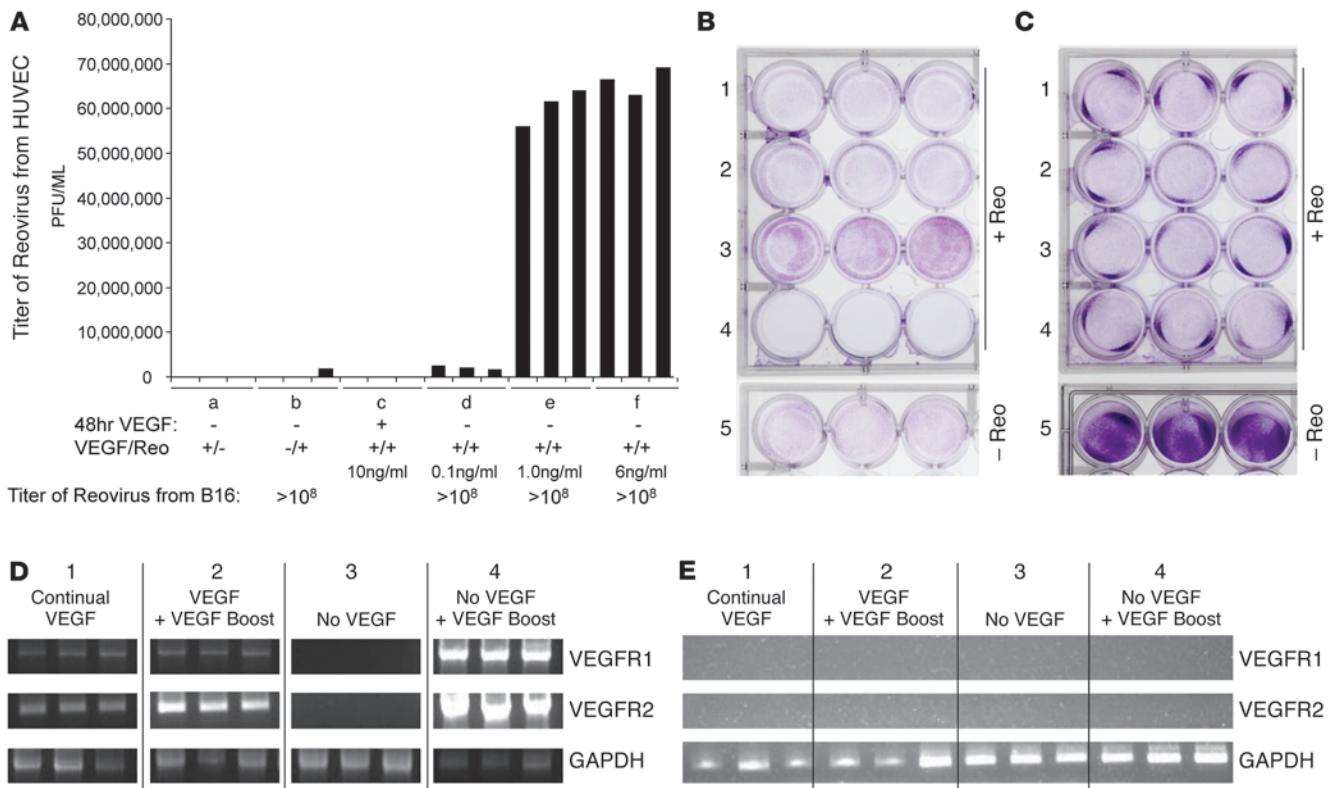 A
Titer of Reovirus from HUVEC
PFU/ML
80,000,000
70,000,000
60,000,000
50,000,000
40,000,000
30,000,000
20,000,000
10,000,000
0
a b c d e f
48hr VEGF: - - + - - -
VEGF/Reo +/- -/+ +/+ +/+ +/+ +/+
10ng/ml 0.1ng/ml 1.0ng/ml 6ng/ml
Titer of Reovirus from B16: >10⁸ >10⁸ >10⁸ >10⁸
B
1
2
3
4
5
+ Reo
– Reo
C
1
2
3
4
5
+ Reo
– Reo
D
1 2 3 4
Continual VEGF No VEGF No VEGF
VEGF + VEGF Boost + VEGF Boost
VEGFR1
VEGFR2
GAPDH
E
1 2 3 4
Continual VEGF No VEGF No VEGF
VEGF + VEGF Boost + VEGF Boost
VEGFR1
VEGFR2
GAPDH